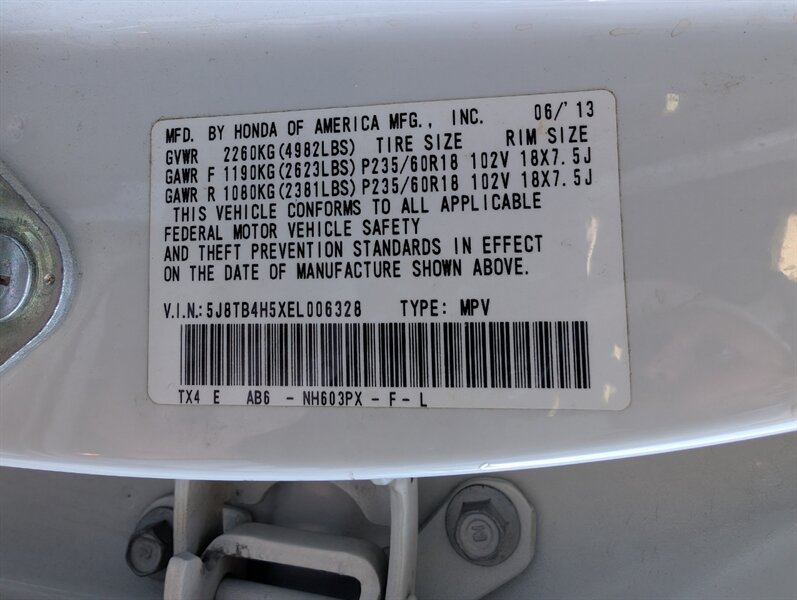 MFD. BY HONDA OF AMERICA MFG., INC. 06/'13
GVWR 2260KG(4982LBS) TIRE SIZE RIM SIZE
GAWR F 1190KG(2623LBS) P235/60R18 102V 18X7.5J
GAWR R 1080KG(2381LBS) P235/60R18 102V 18X7.5J
THIS VEHICLE CONFORMS TO ALL APPLICABLE
FEDERAL MOTOR VEHICLE SAFETY
AND THEFT PREVENTION STANDARDS IN EFFECT
ON THE DATE OF MANUFACTURE SHOWN ABOVE.
V.I.N.:5J8TB4H5XEL006328 TYPE: MPV
TX4 E AB6 - NH603PX - F - L